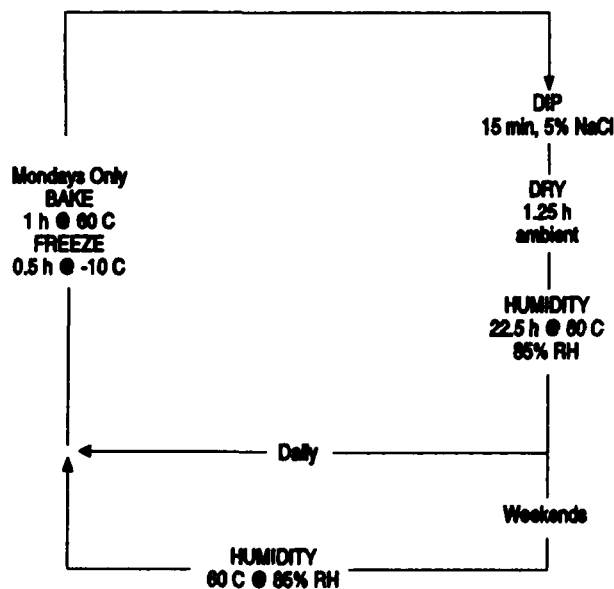 DIP
15 min, 5% NaCl
Mondays Only
BAKE
1 h @ 60 C
FREEZE
0.5 h @ -10 C
DRY
1.25 h
ambient
HUMIDITY
22.5 h @ 60 C
85% RH
Daily
Weekends
HUMIDITY
60 C @ 85% RH